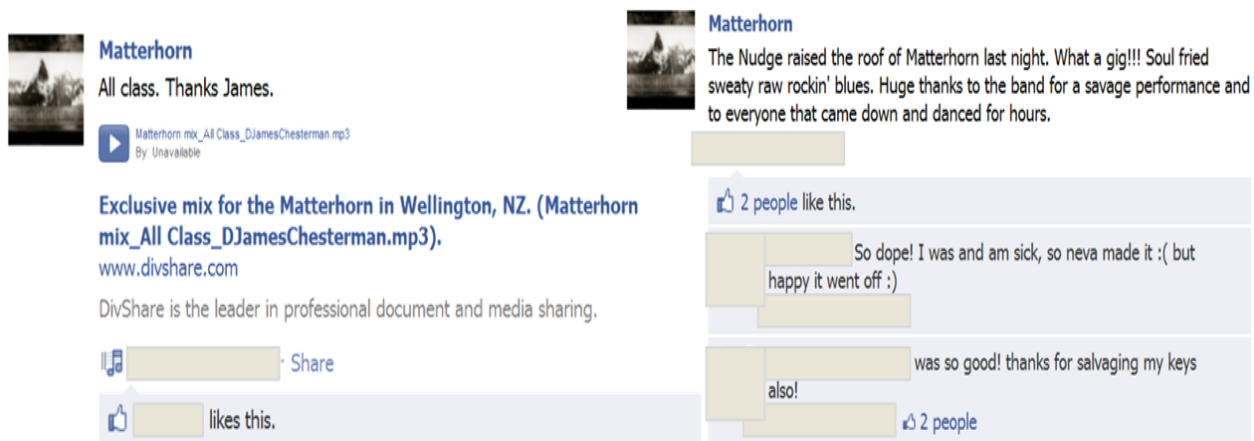 Matterhorn
All class. Thanks James.
Matterhorn mix_All Class_DJamesChesterman.mp3
By: Unavailable
Exclusive mix for the Matterhorn in Wellington, NZ. (Matterhorn
mix_All Class_DJamesChesterman.mp3).
www.divshare.com
DivShare is the leader in professional document and media sharing.
· Share
likes this.
Matterhorn
The Nudge raised the roof of Matterhorn last night. What a gig!!! Soul fried
sweaty raw rockin' blues. Huge thanks to the band for a savage performance and
to everyone that came down and danced for hours.
2 people like this.
So dope! I was and am sick, so neva made it :( but
happy it went off :)
was so good! thanks for salvaging my keys
also!
2 people